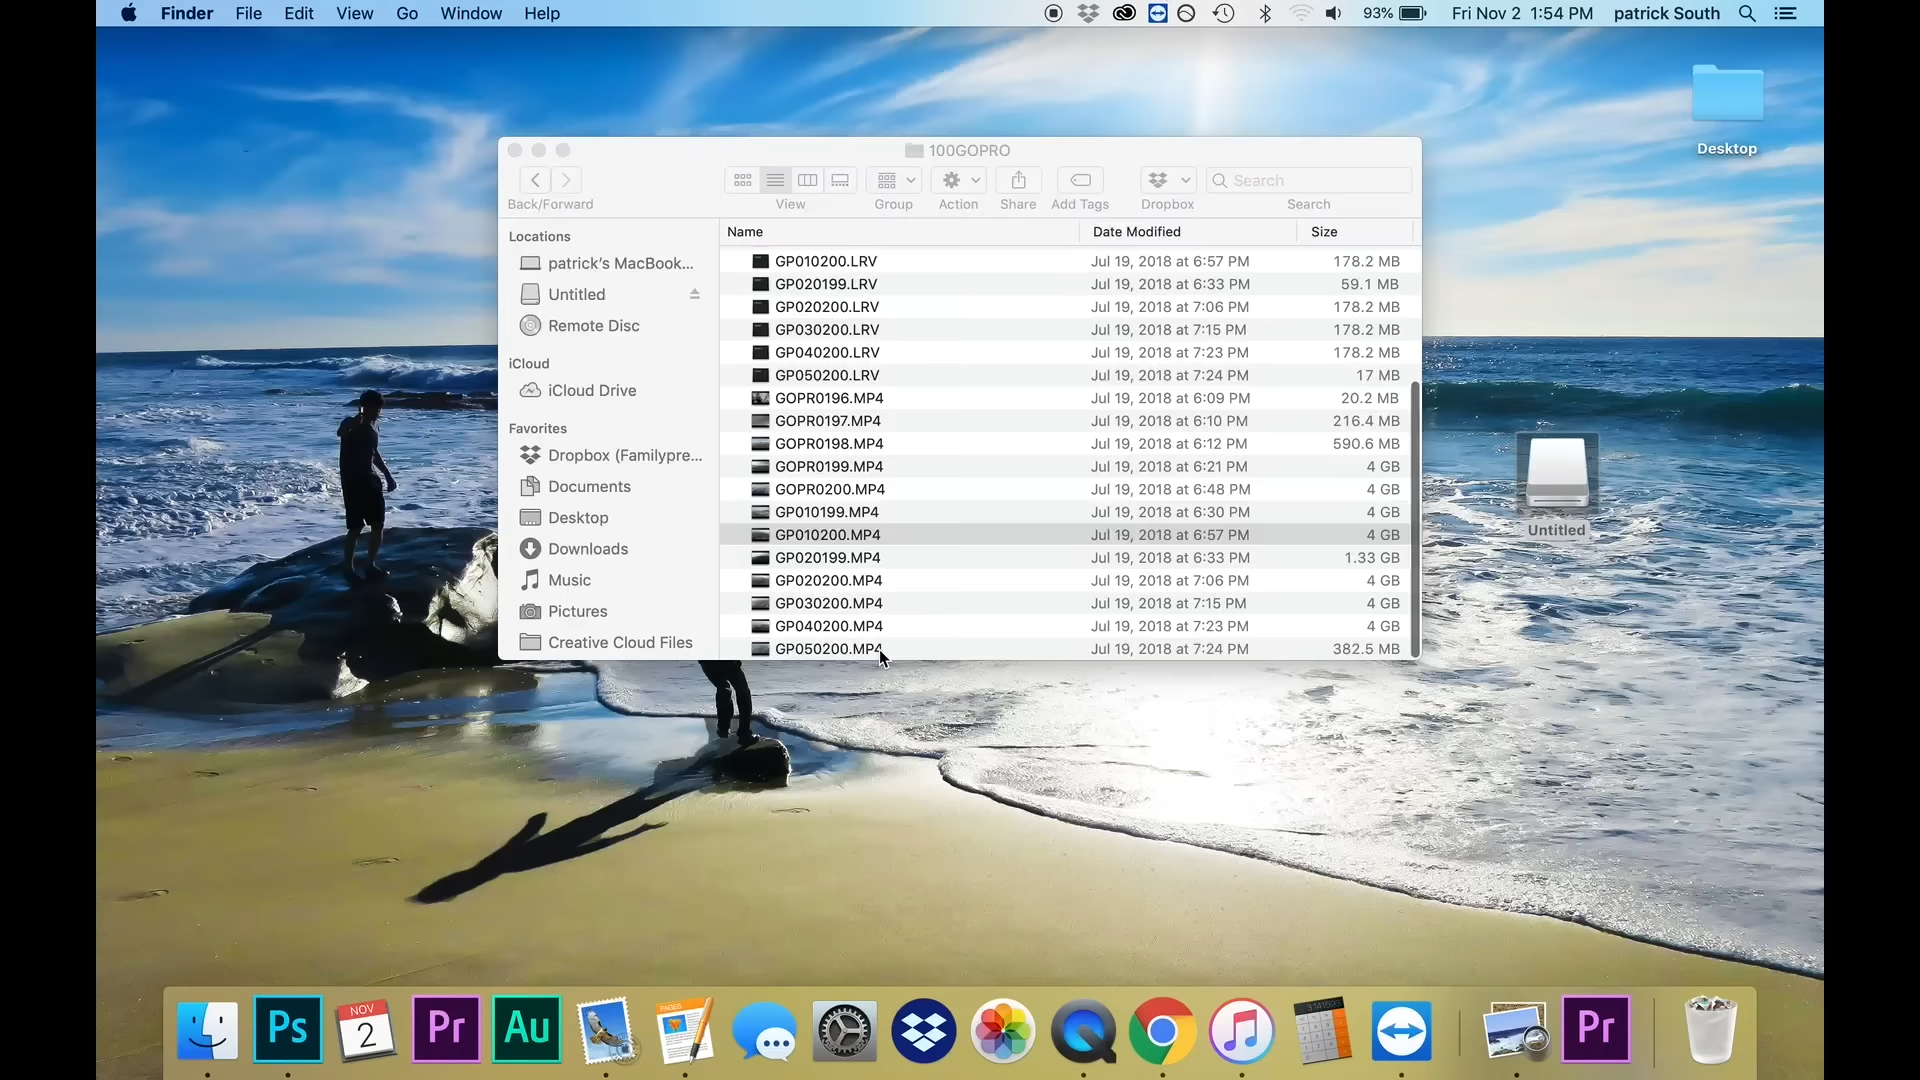 Finder File Edit View Go Window Help 93% Fri Nov 2 1:54 PM patrick South
Desktop
100GOPRO
Search
Back/Forward View Group Action Share Add Tags Dropbox Search
Name Date Modified Size
Locations
patrick's MacBook...
Untitled
Remote Disc
iCloud
iCloud Drive
Favorites
Dropbox (Familypre...
Documents
Desktop
Downloads
Music
Pictures
Creative Cloud Files
GP010200.LRV Jul 19, 2018 at 6:57 PM 178.2 MB
GP020199.LRV Jul 19, 2018 at 6:33 PM 59.1 MB
GP020200.LRV Jul 19, 2018 at 7:06 PM 178.2 MB
GP030200.LRV Jul 19, 2018 at 7:15 PM 178.2 MB
GP040200.LRV Jul 19, 2018 at 7:23 PM 178.2 MB
GP050200.LRV Jul 19, 2018 at 7:24 PM 17 MB
GOPR0196.MP4 Jul 19, 2018 at 6:09 PM 20.2 MB
GOPR0197.MP4 Jul 19, 2018 at 6:10 PM 216.4 MB
GOPR0198.MP4 Jul 19, 2018 at 6:12 PM 590.6 MB
GOPR0199.MP4 Jul 19, 2018 at 6:21 PM 4 GB
GOPR0200.MP4 Jul 19, 2018 at 6:48 PM 4 GB
GP010199.MP4 Jul 19, 2018 at 6:30 PM 4 GB
GP010200.MP4 Jul 19, 2018 at 6:57 PM 4 GB
GP020199.MP4 Jul 19, 2018 at 6:33 PM 1.33 GB
GP020200.MP4 Jul 19, 2018 at 7:06 PM 4 GB
GP030200.MP4 Jul 19, 2018 at 7:15 PM 4 GB
GP040200.MP4 Jul 19, 2018 at 7:23 PM 4 GB
GP050200.MP4 Jul 19, 2018 at 7:24 PM 382.5 MB
Untitled
Ps NOV 2 Pr Au PAGES 3.141593 Pr